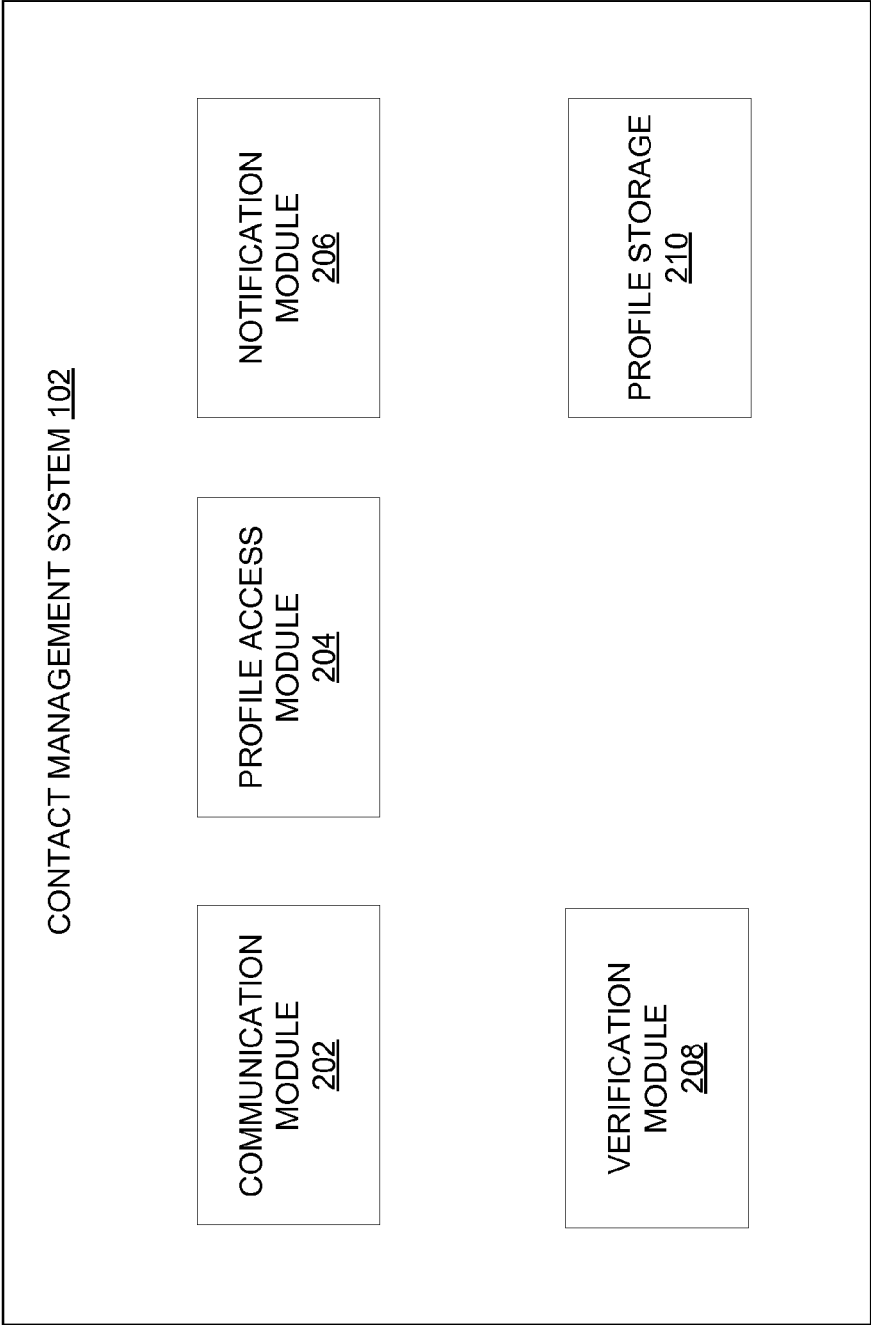 CONTACT MANAGEMENT SYSTEM 102
COMMUNICATION
MODULE
202
PROFILE ACCESS
MODULE
204
NOTIFICATION
MODULE
206
VERIFICATION
MODULE
208
PROFILE STORAGE
210